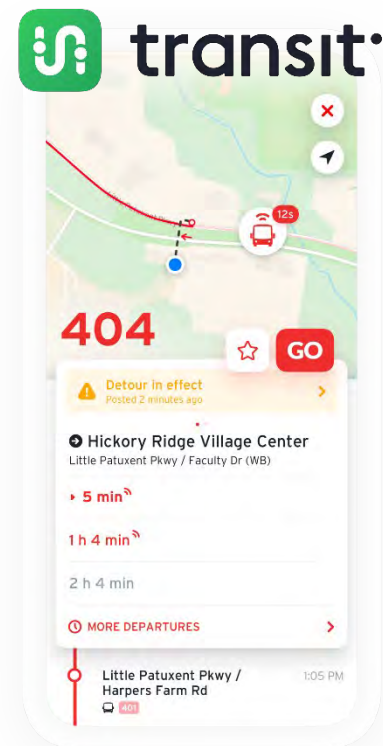 transit
12s
404
GO
Detour in effect
Posted 2 minutes ago
Hickory Ridge Village Center
Little Patuxent Pkwy / Faculty Dr (WB)
5 min
1 h 4 min
2 h 4 min
MORE DEPARTURES
Little Patuxent Pkwy /
Harpers Farm Rd
1:05 PM
401